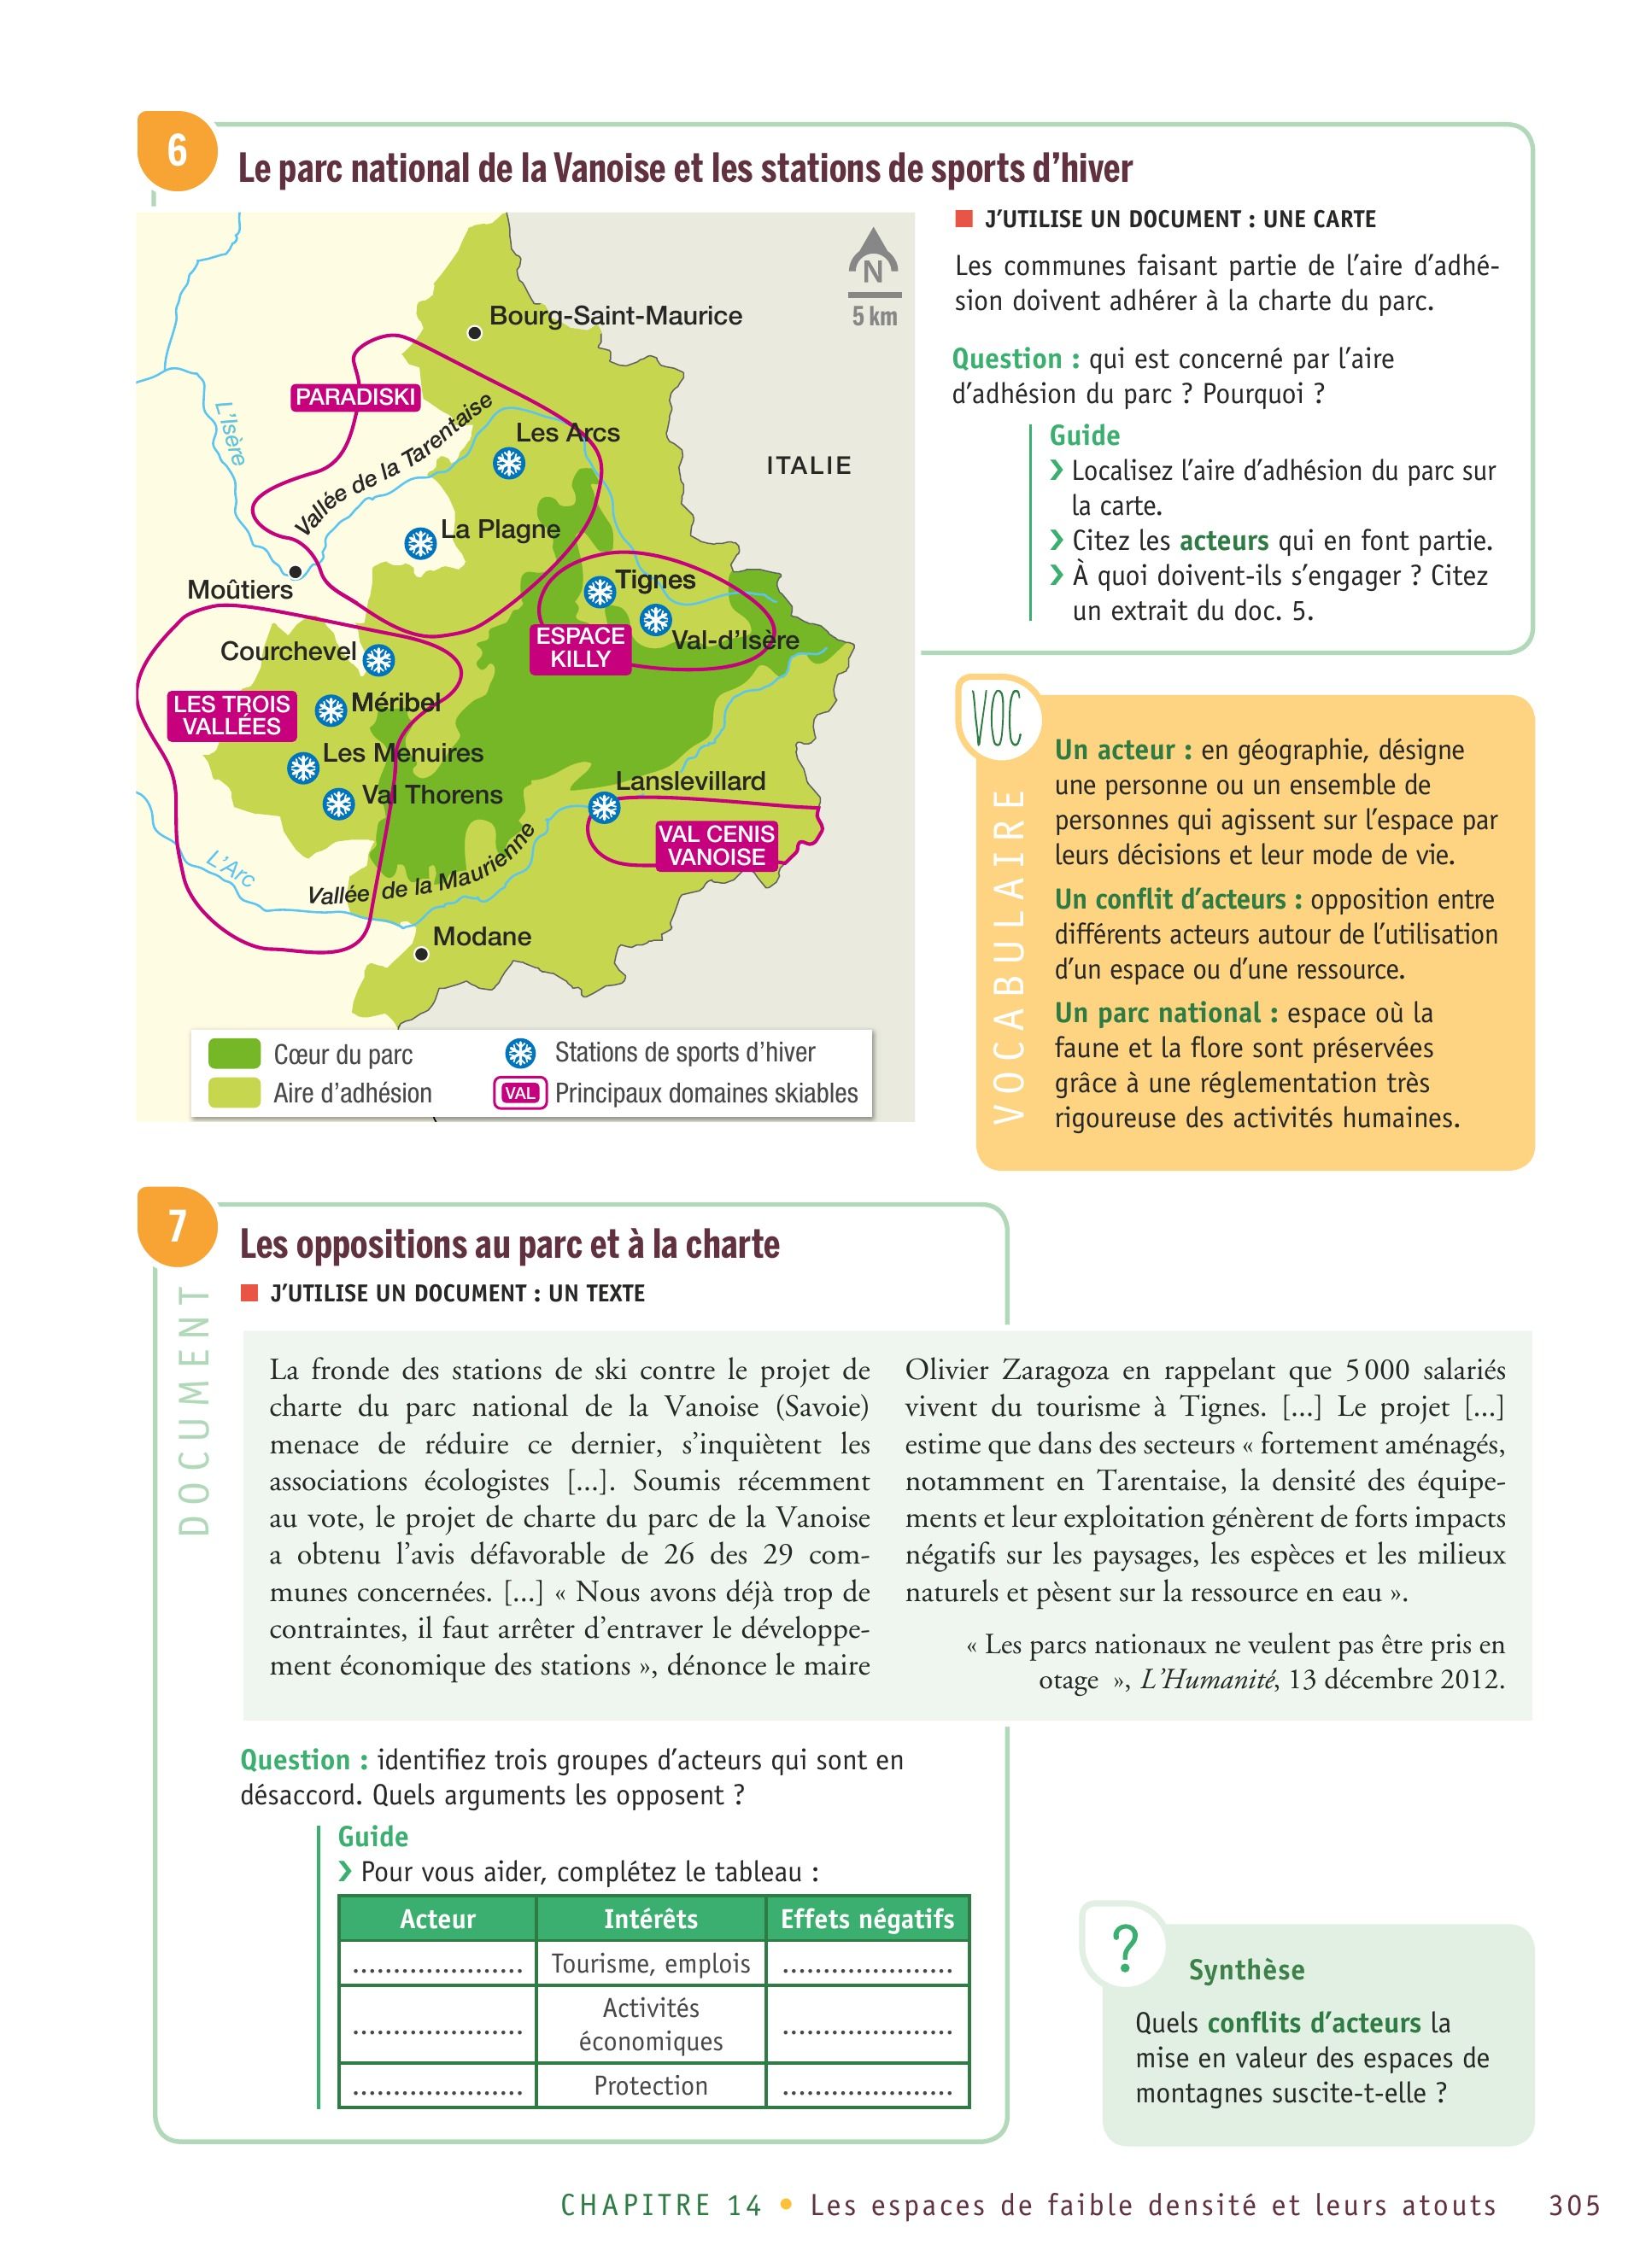 6
Le parc national de la Vanoise et les stations de sports d’hiver
N
5 km
Bourg-Saint-Maurice
PARADISKI
L’Isère
Vallée de la Tarentaise
Les Arcs
ITALIE
La Plagne
Moûtiers
Tignes
Courchevel
ESPACE
KILLY
Val-d’Isère
LES TROIS
VALLÉES
Méribel
Les Menuires
Val Thorens
Lanslevillard
VAL CENIS
VANOISE
L’Arc
Vallée de la Maurienne
Modane
Cœur du parc
Stations de sports d’hiver
Aire d’adhésion
VAL
Principaux domaines skiables
J’UTILISE UN DOCUMENT : UNE CARTE
Les communes faisant partie de l’aire d’adhé-
sion doivent adhérer à la charte du parc.
Question : qui est concerné par l’aire
d’adhésion du parc ? Pourquoi ?
Guide
› Localisez l’aire d’adhésion du parc sur
la carte.
› Citez les acteurs qui en font partie.
› À quoi doivent-ils s’engager ? Citez
un extrait du doc. 5.
VOC
VOCABULAIRE
Un acteur : en géographie, désigne
une personne ou un ensemble de
personnes qui agissent sur l’espace par
leurs décisions et leur mode de vie.
Un conflit d’acteurs : opposition entre
différents acteurs autour de l’utilisation
d’un espace ou d’une ressource.
Un parc national : espace où la
faune et la flore sont préservées
grâce à une réglementation très
rigoureuse des activités humaines.
7
DOCUMENT
Les oppositions au parc et à la charte
J’UTILISE UN DOCUMENT : UN TEXTE
La fronde des stations de ski contre le projet de
charte du parc national de la Vanoise (Savoie)
menace de réduire ce dernier, s’inquiètent les
associations écologistes [...]. Soumis récemment
au vote, le projet de charte du parc de la Vanoise
a obtenu l’avis défavorable de 26 des 29 com-
munes concernées. [...] « Nous avons déjà trop de
contraintes, il faut arrêter d’entraver le développe-
ment économique des stations », dénonce le maire
Olivier Zaragoza en rappelant que 5 000 salariés
vivent du tourisme à Tignes. [...] Le projet [...]
estime que dans des secteurs « fortement aménagés,
notamment en Tarentaise, la densité des équipe-
ments et leur exploitation génèrent de forts impacts
négatifs sur les paysages, les espèces et les milieux
naturels et pèsent sur la ressource en eau ».
« Les parcs nationaux ne veulent pas être pris en
otage », L’Humanité, 13 décembre 2012.
Question : identifiez trois groupes d’acteurs qui sont en
désaccord. Quels arguments les opposent ?
Guide
› Pour vous aider, complétez le tableau :
Acteur Intérêts Effets négatifs
..................... Tourisme, emplois .....................
Activités
économiques
..................... .....................
..................... Protection .....................
?
Synthèse
Quels conflits d’acteurs la
mise en valeur des espaces de
montagnes suscite-t-elle ?
CHAPITRE 14 • Les espaces de faible densité et leurs atouts 305